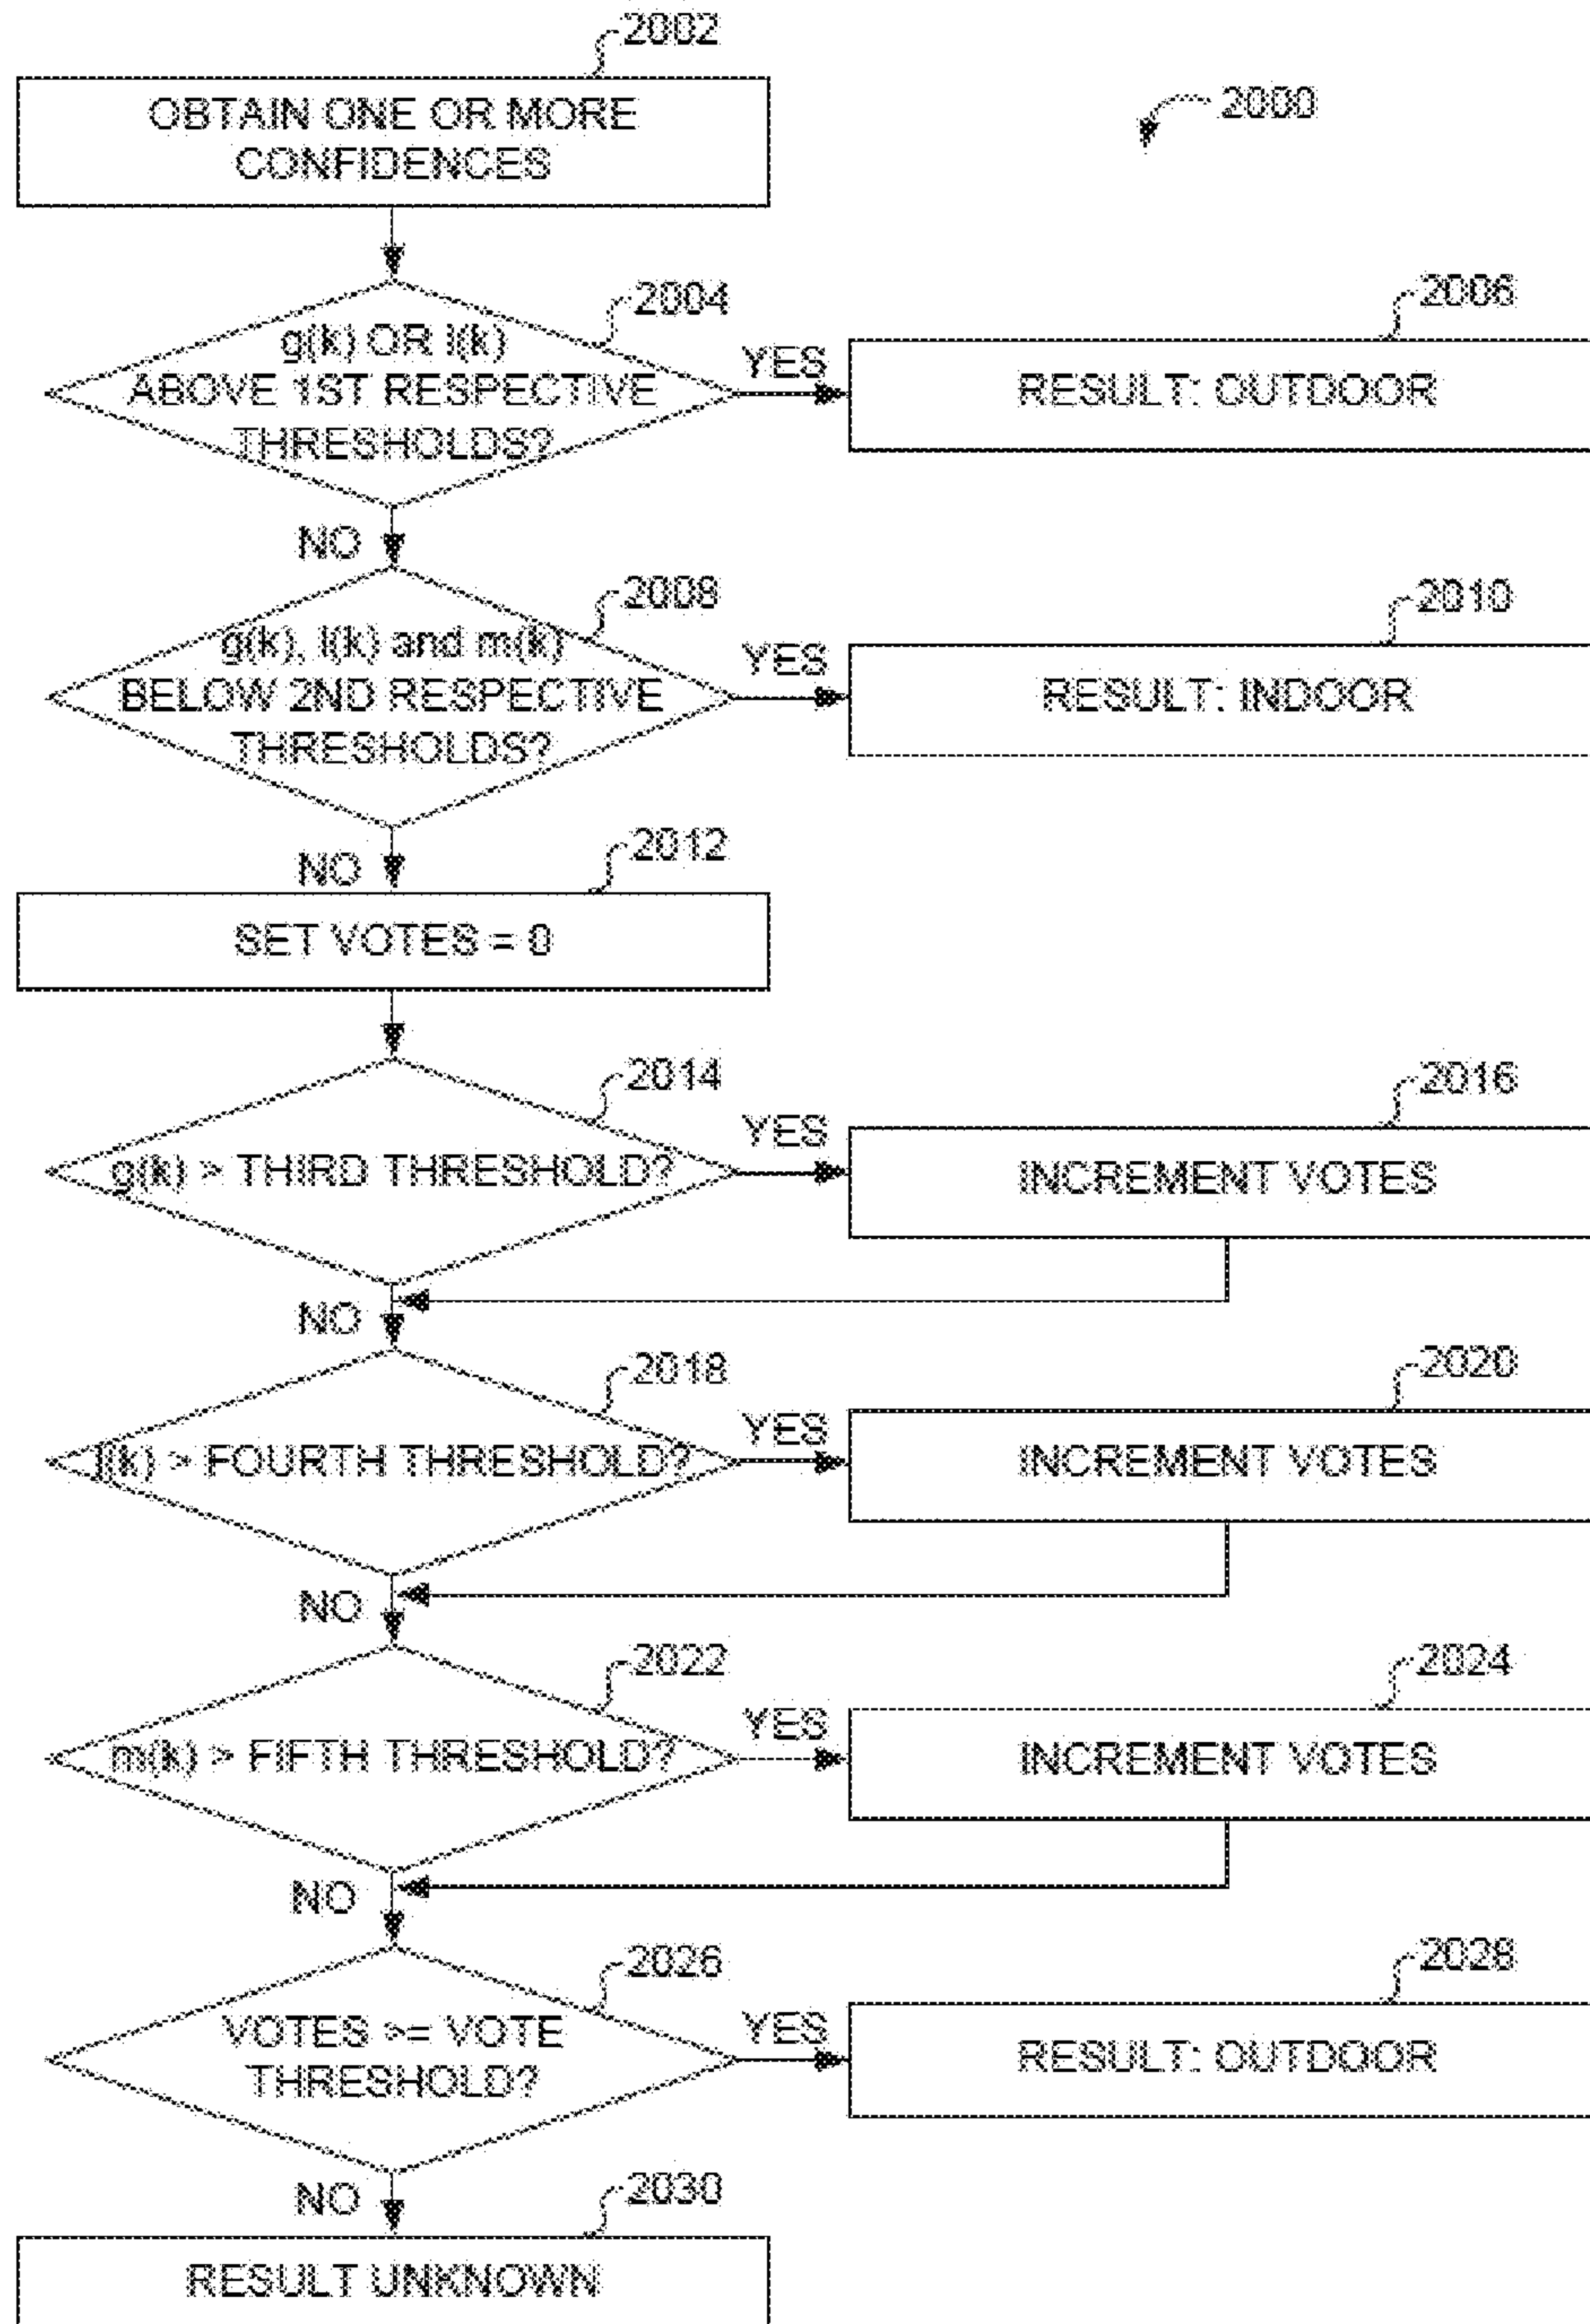 2002
OBTAIN ONE OR MORE
CONFIDENCES
2000
2004
g(k) OR l(k)
ABOVE 1ST RESPECTIVE
THRESHOLDS?
YES
2006
RESULT: OUTDOOR
NO
2008
g(k), l(k) and m(k)
BELOW 2ND RESPECTIVE
THRESHOLDS?
YES
2010
RESULT: INDOOR
NO
2012
SET VOTES = 0
2014
g(k) > THIRD THRESHOLD?
YES
2016
INCREMENT VOTES
NO
2018
l(k) > FOURTH THRESHOLD?
YES
2020
INCREMENT VOTES
NO
2022
m(k) > FIFTH THRESHOLD?
YES
2024
INCREMENT VOTES
NO
2026
VOTES >= VOTE
THRESHOLD?
YES
2028
RESULT: OUTDOOR
NO
2030
RESULT UNKNOWN